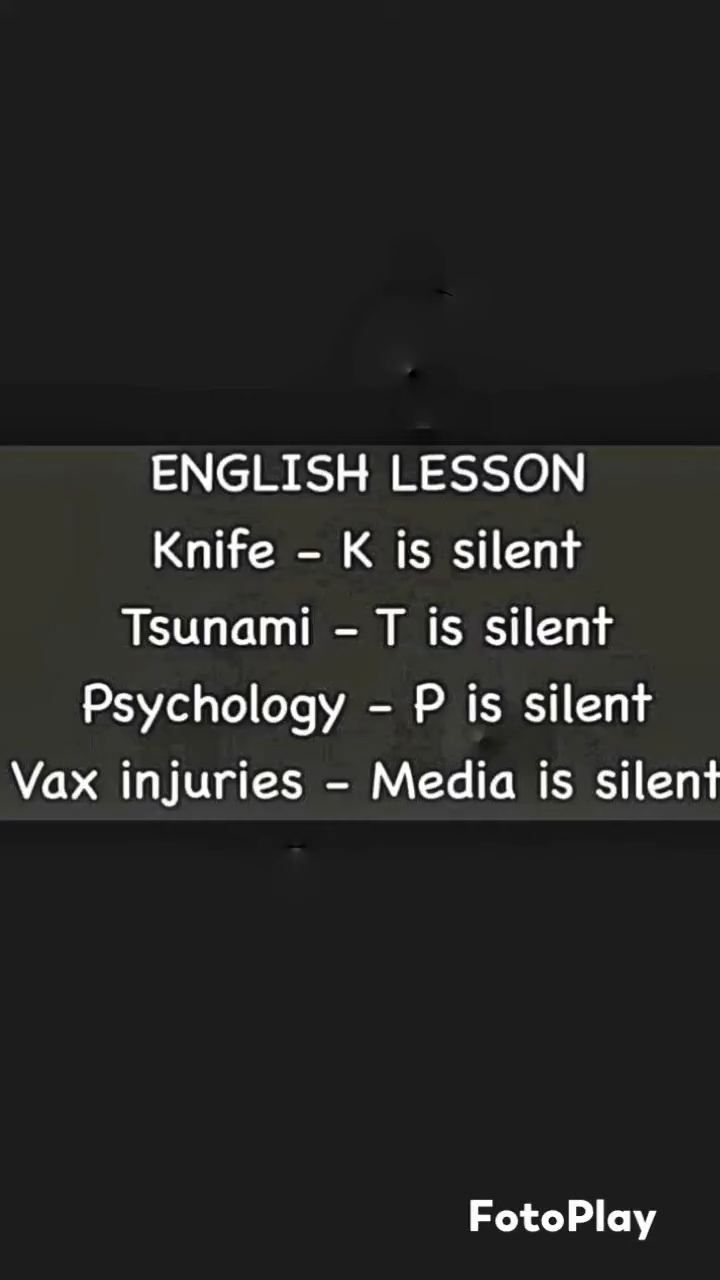 ENGLISH LESSON
Knife – K is silent
Tsunami – T is silent
Psychology – P is silent
Vax injuries – Media is silent
FotoPlay